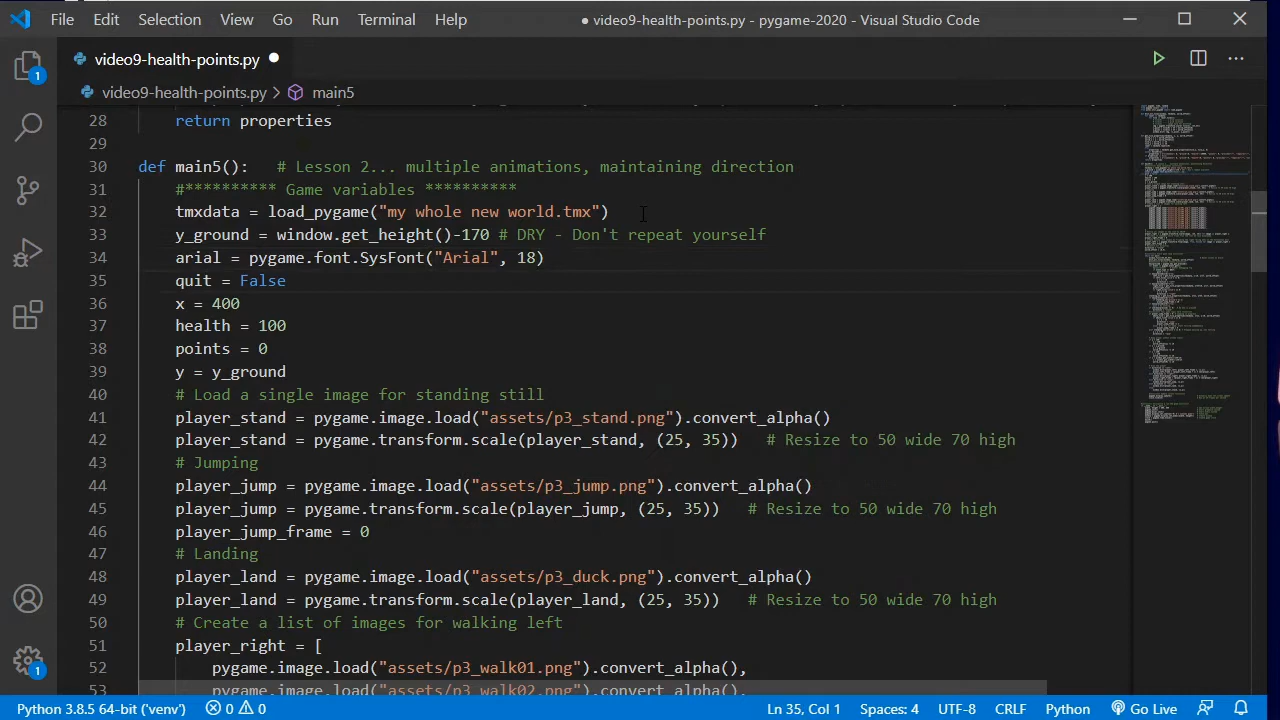 File Edit Selection View Go Run Terminal Help ● video9-health-points.py - pygame-2020 - Visual Studio Code
video9-health-points.py
video9-health-points.py > main5
28 return properties
29
30 def main5(): # Lesson 2... multiple animations, maintaining direction
31 #********** Game variables **********
32 tmxdata = load_pygame("my whole new world.tmx")
33 y_ground = window.get_height()-170 # DRY - Don't repeat yourself
34 arial = pygame.font.SysFont("Arial", 18)
35 quit = False
36 x = 400
37 health = 100
38 points = 0
39 y = y_ground
40 # Load a single image for standing still
41 player_stand = pygame.image.load("assets/p3_stand.png").convert_alpha()
42 player_stand = pygame.transform.scale(player_stand, (25, 35)) # Resize to 50 wide 70 high
43 # Jumping
44 player_jump = pygame.image.load("assets/p3_jump.png").convert_alpha()
45 player_jump = pygame.transform.scale(player_jump, (25, 35)) # Resize to 50 wide 70 high
46 player_jump_frame = 0
47 # Landing
48 player_land = pygame.image.load("assets/p3_duck.png").convert_alpha()
49 player_land = pygame.transform.scale(player_land, (25, 35)) # Resize to 50 wide 70 high
50 # Create a list of images for walking left
51 player_right = [
52 pygame.image.load("assets/p3_walk01.png").convert_alpha(),
53 pygame.image.load("assets/p3_walk02.png").convert_alpha(),
1
1
Python 3.8.5 64-bit ('venv') 0 0 Ln 35, Col 1 Spaces: 4 UTF-8 CRLF Python Go Live